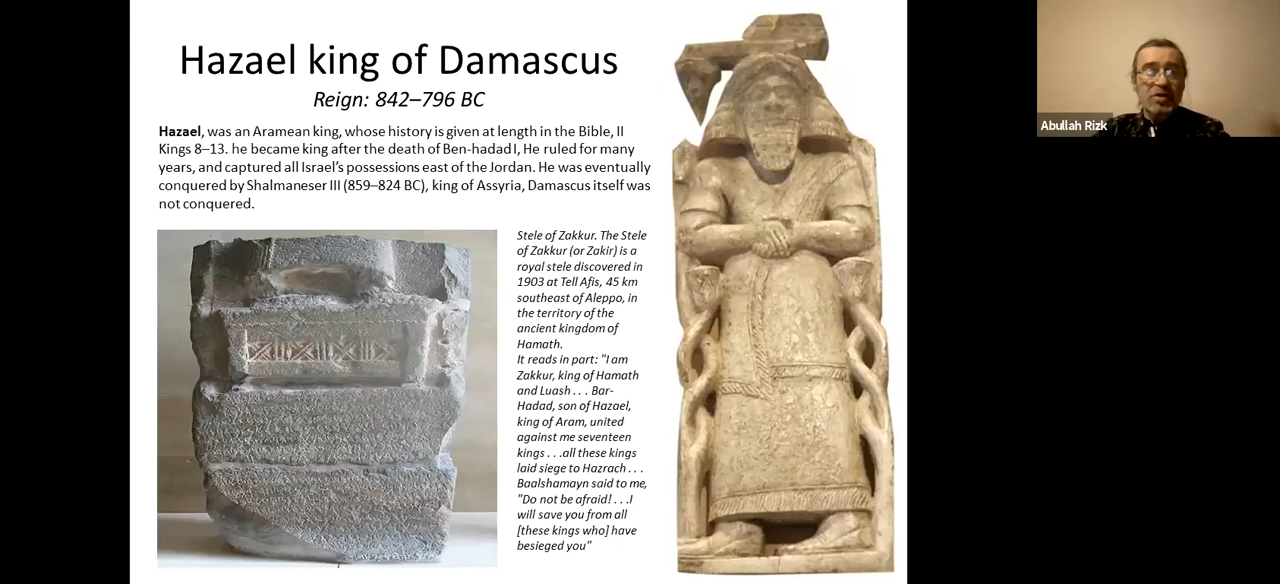 Hazael king of Damascus
Reign: 842–796 BC
Hazael, was an Aramean king, whose history is given at length in the Bible, II
Kings 8–13. he became king after the death of Ben-hadad I, He ruled for many
years, and captured all Israel's possessions east of the Jordan. He was eventually
conquered by Shalmaneser III (859–824 BC), king of Assyria, Damascus itself was
not conquered.
Stele of Zakkur. The Stele
of Zakkur (or Zakir) is a
royal stele discovered in
1903 at Tell Afis, 45 km
southeast of Aleppo, in
the territory of the
ancient kingdom of
Hamath.
It reads in part: "I am
Zakkur, king of Hamath
and Luash . . . Bar-
Hadad, son of Hazael,
king of Aram, united
against me seventeen
kings . . .all these kings
laid siege to Hazrach . . .
Baalshamayn said to me,
"Do not be afraid! . . .I
will save you from all
[these kings who] have
besieged you"
Abullah Rizk